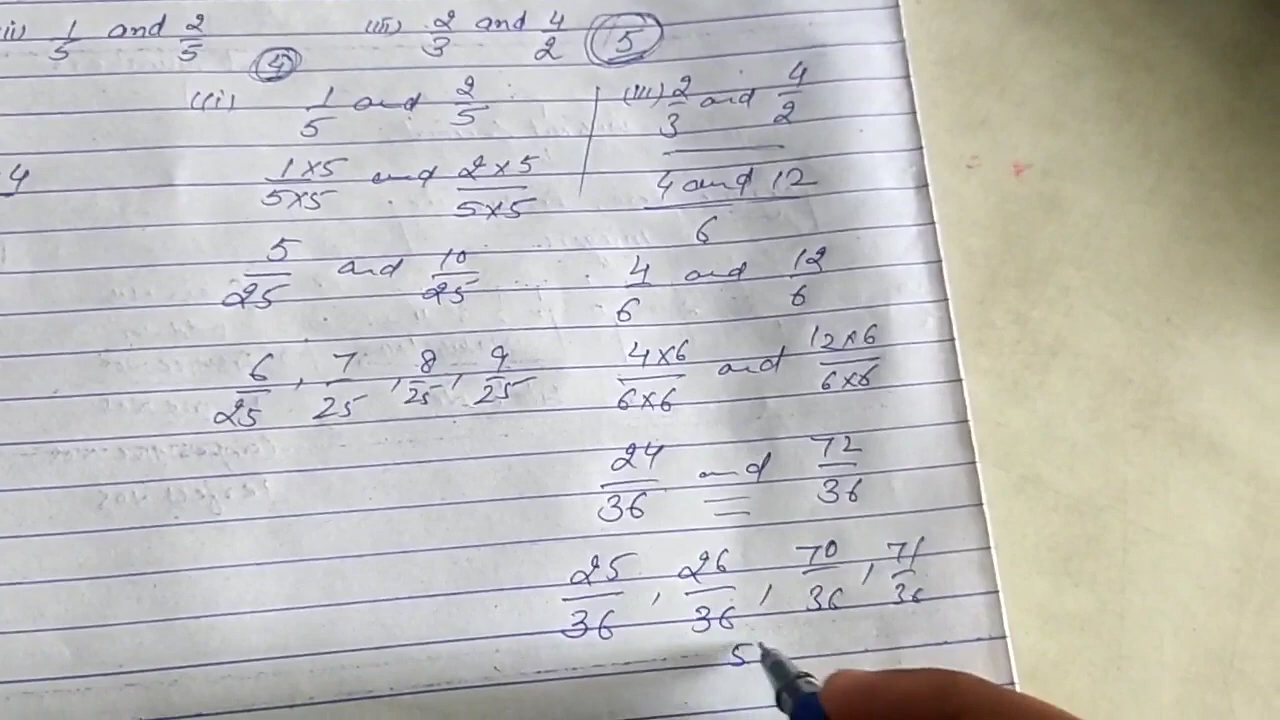 ii) 1/5 and 2/5 (iii) 2/3 and 4/2 5
4
(ii) 1/5 and 2/5
1×5/5×5 and 2×5/5×5
5/25 and 10/25
6/25, 7/25, 8/25, 9/25
(iii) 2/3 and 4/2
4 and 12/6
4/6 and 12/6
4×6/6×6 and 12×6/6×6
24/36 and 72/36
25/36, 26/36, 70/36, 71/36
5
4